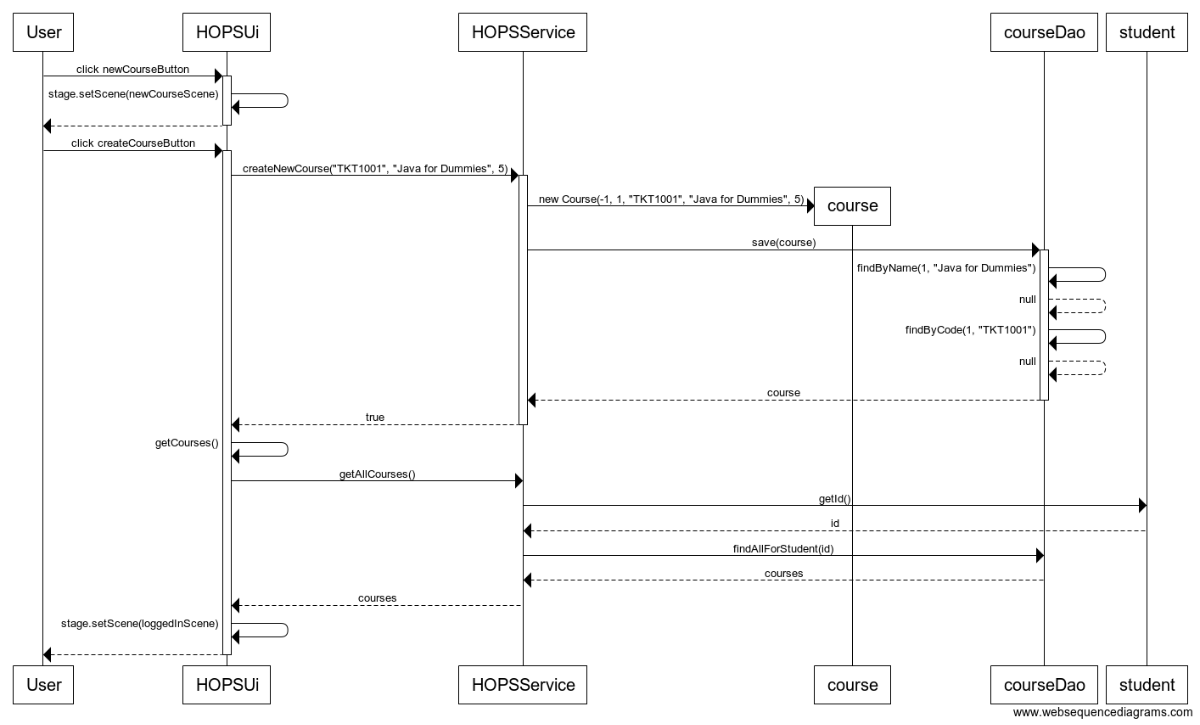 User HOPSUi HOPSService courseDao student
click newCourseButton
stage.setScene(newCourseScene)
click createCourseButton
createNewCourse("TKT1001", "Java for Dummies", 5)
new Course(-1, 1, "TKT1001", "Java for Dummies", 5)
course
save(course)
findByName(1, "Java for Dummies")
null
findByCode(1, "TKT1001")
null
course
true
getCourses()
getAllCourses()
getId()
id
findAllForStudent(id)
courses
courses
stage.setScene(loggedInScene)
User HOPSUi HOPSService course courseDao student
www.websequencediagrams.com